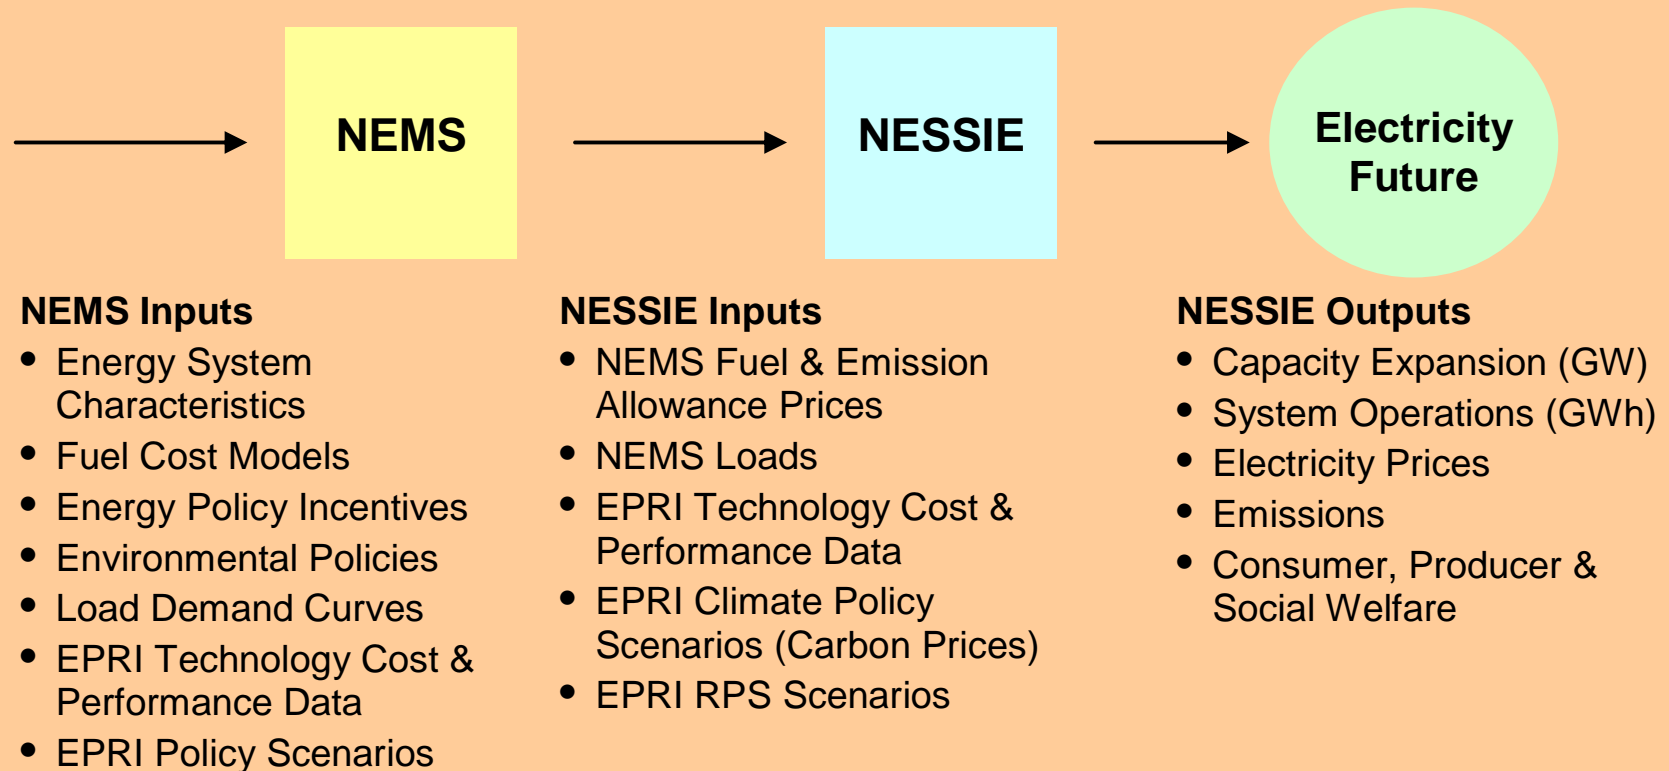 NEMS
NESSIE
Electricity
Future
NEMS Inputs
• Energy System
Characteristics
• Fuel Cost Models
• Energy Policy Incentives
• Environmental Policies
• Load Demand Curves
• EPRI Technology Cost &
Performance Data
• EPRI Policy Scenarios
NESSIE Inputs
• NEMS Fuel & Emission
Allowance Prices
• NEMS Loads
• EPRI Technology Cost &
Performance Data
• EPRI Climate Policy
Scenarios (Carbon Prices)
• EPRI RPS Scenarios
NESSIE Outputs
• Capacity Expansion (GW)
• System Operations (GWh)
• Electricity Prices
• Emissions
• Consumer, Producer &
Social Welfare